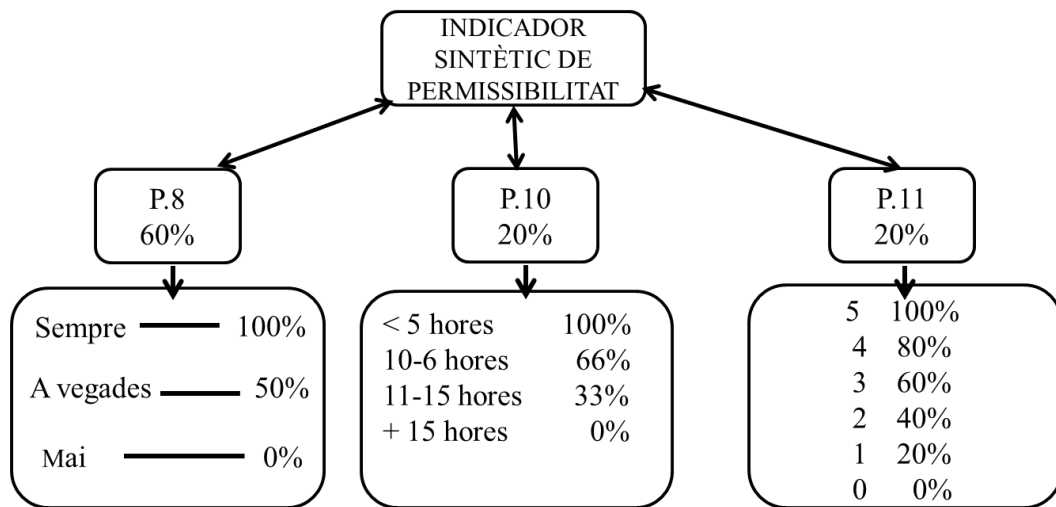 INDICADOR
SINTÈTIC DE
PERMISSIBILITAT
P.8
60%
P.10
20%
P.11
20%
Sempre 100%
A vegades 50%
Mai 0%
< 5 hores 100%
10-6 hores 66%
11-15 hores 33%
+ 15 hores 0%
5 100%
4 80%
3 60%
2 40%
1 20%
0 0%